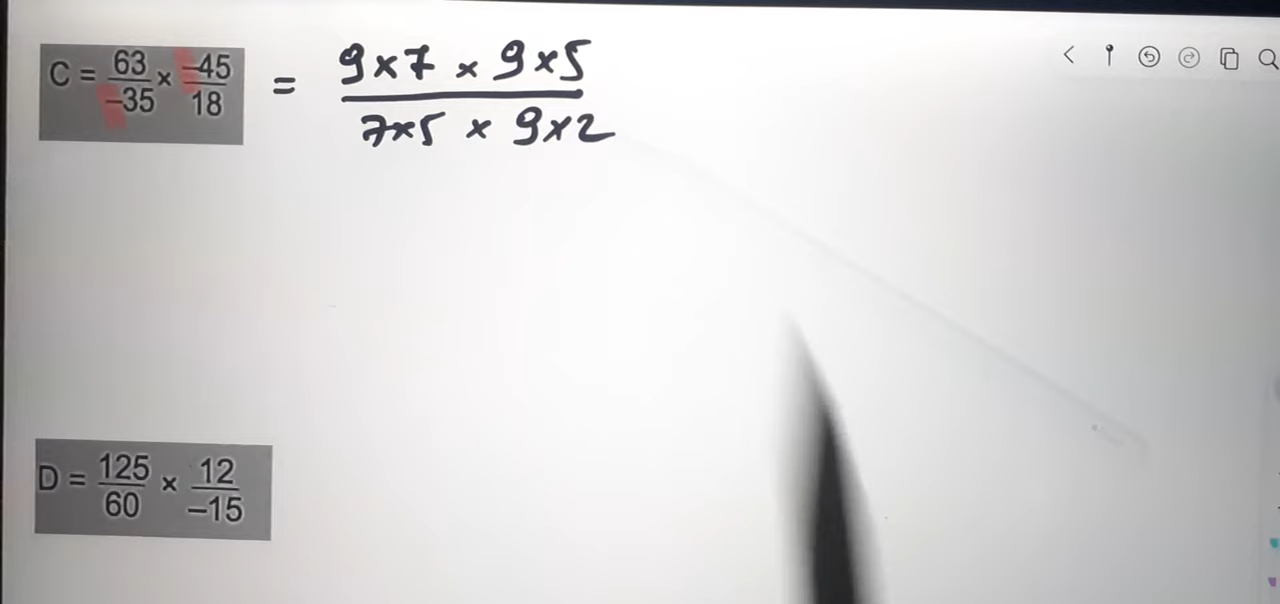 C = 63/–35 × –45/18 = 9×7 × 9×5 / 7×5 × 9×2
D = 125/60 × 12/–15